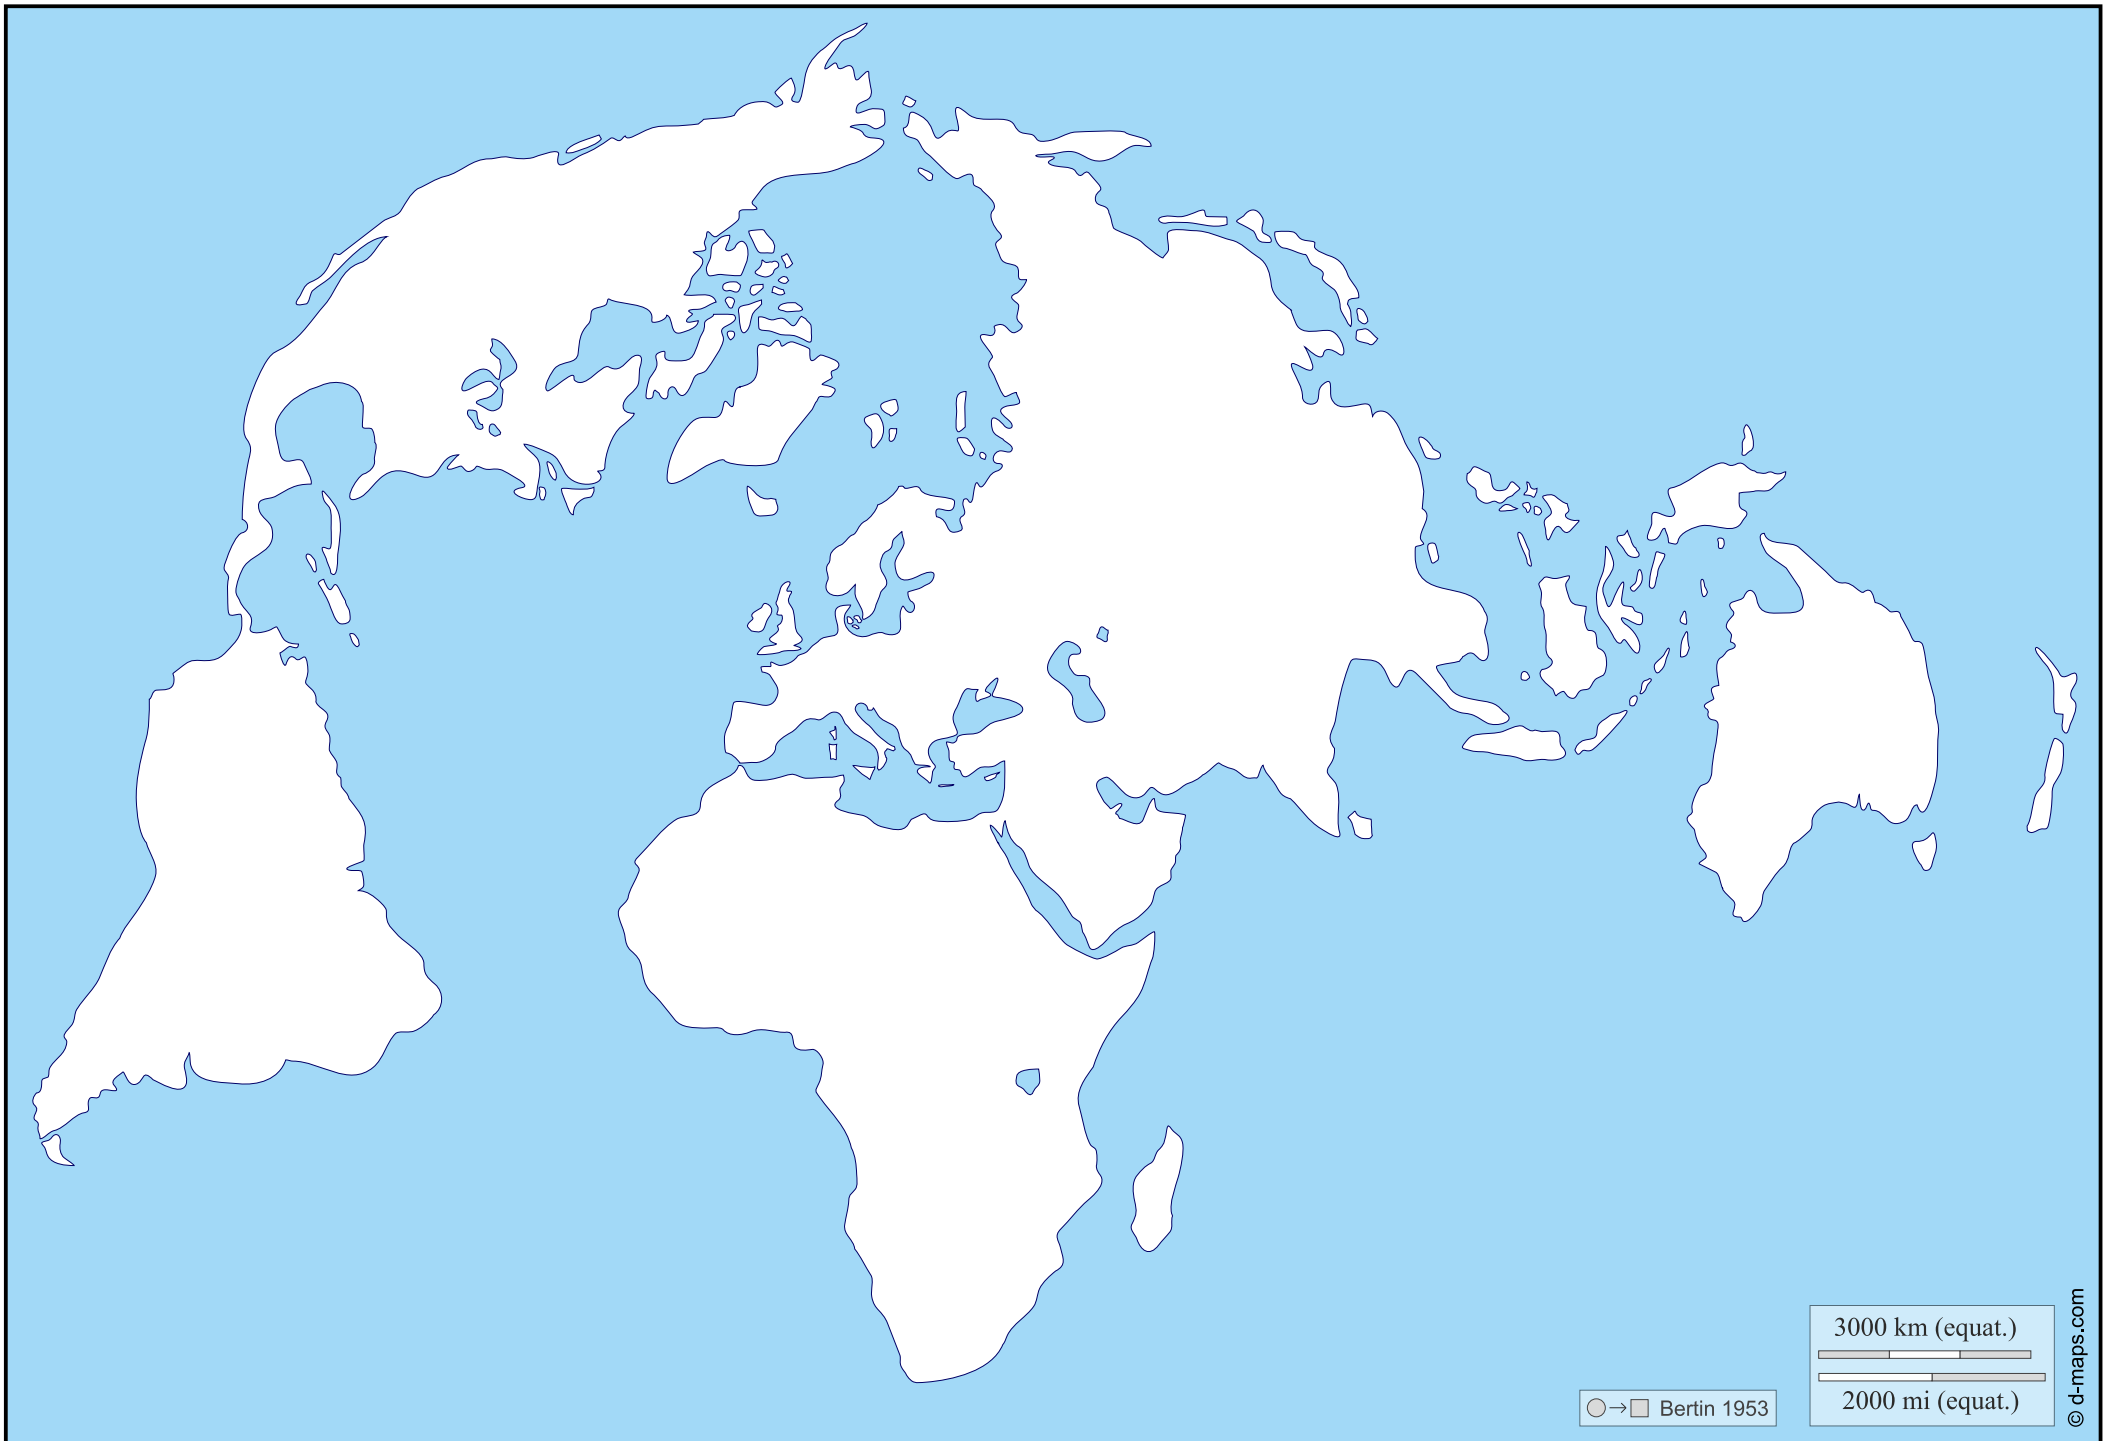 3000 km (equat.)
2000 mi (equat.)
Bertin 1953
© d-maps.com